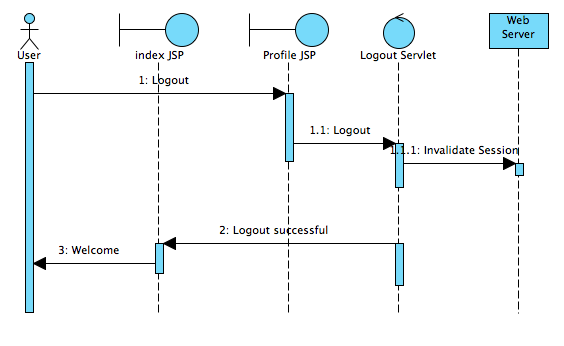 Web
Server
User
index JSP
Profile JSP
Logout Servlet
1: Logout
1.1: Logout
1.1.1: Invalidate Session
2: Logout successful
3: Welcome